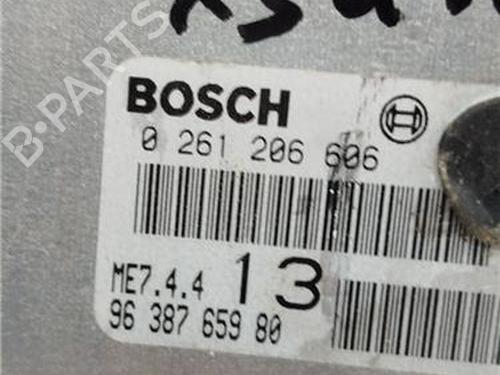 B·PARTS
BOSCH
0 261 206 606
ME7.4.4 13
96 387 659 80